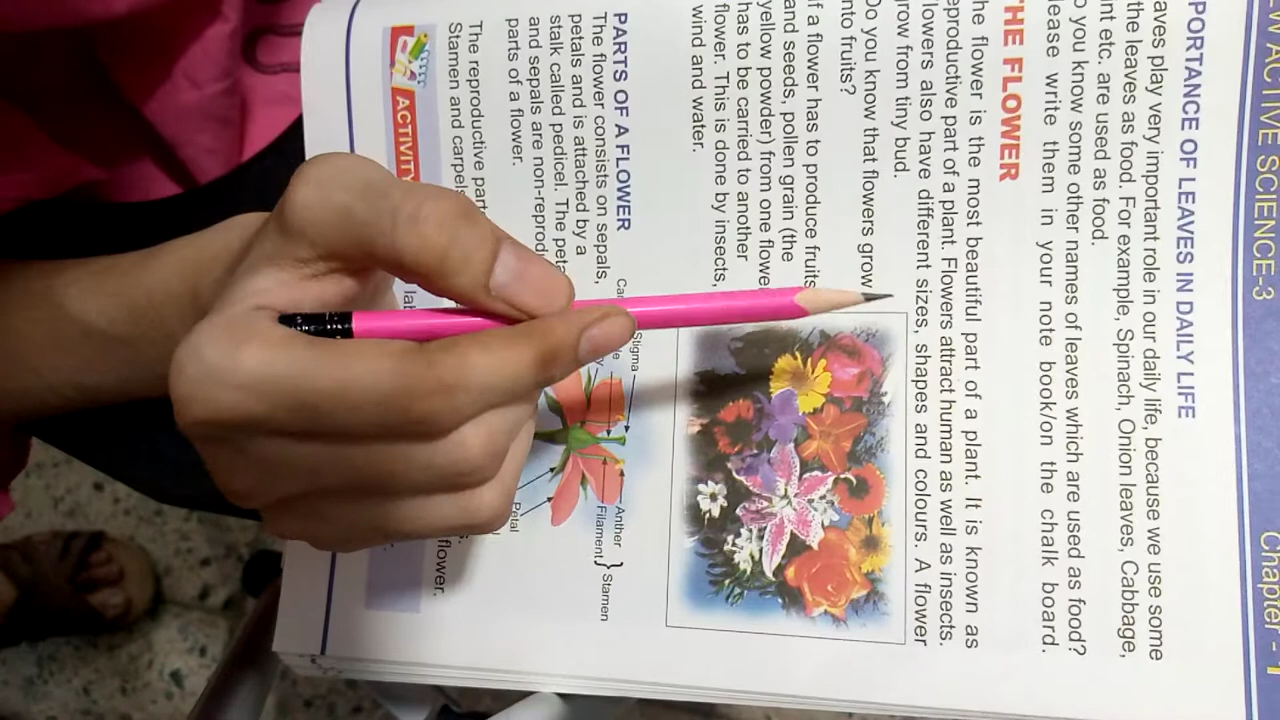 W ACTIVE SCIENCE-3
Chapter - 1
PORTANCE OF LEAVES IN DAILY LIFE
aves play very important role in our daily life, because we use some
the leaves as food. For example, Spinach, Onion leaves, Cabbage,
int etc. are used as food.
o you know some other names of leaves which are used as food?
lease write them in your note book/on the chalk board.
HE FLOWER
he flower is the most beautiful part of a plant. It is known as
eproductive part of a plant. Flowers attract human as well as insects.
lowers also have different sizes, shapes and colours. A flower
row from tiny bud.
Do you know that flowers grow
nto fruits?
If a flower has to produce fruits
and seeds, pollen grain (the
yellow powder) from one flowe
has to be carried to another
flower. This is done by insects,
wind and water.
PARTS OF A FLOWER
The flower consists on sepals,
petals and is attached by a
stalk called pedicel. The peta
and sepals are non-reprod
parts of a flower.
Car
Stigma
Anther
Filament
Stamen
Petal
The reproductive part
Stamen and carpels
flower.
ACTIVITY
lab